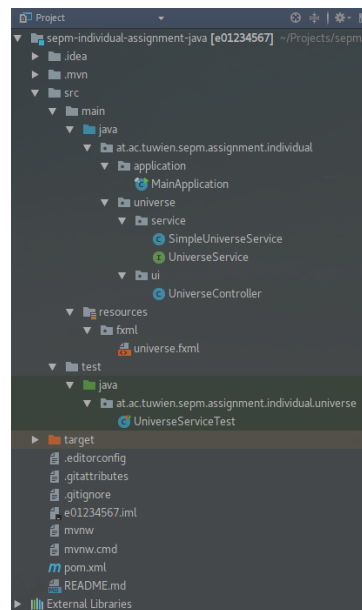 Project
sepm-individual-assignment-java [e01234567] ~/Projects/sepm
.idea
.mvn
src
main
java
at.ac.tuwien.sepm.assignment.individual
application
MainApplication
universe
service
SimpleUniverseService
UniverseService
ui
UniverseController
resources
fxml
universe.fxml
test
java
at.ac.tuwien.sepm.assignment.individual.universe
UniverseServiceTest
target
.editorconfig
.gitattributes
.gitignore
e01234567.iml
mvnw
mvnw.cmd
pom.xml
README.md
External Libraries